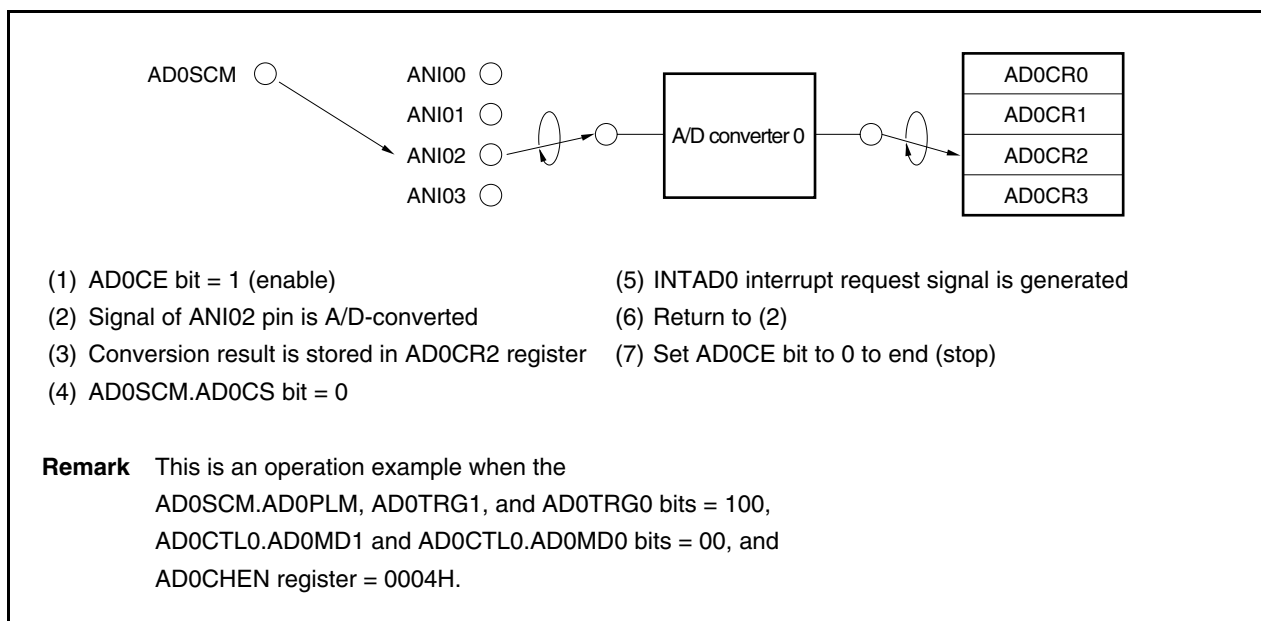 AD0SCM
ANI00
ANI01
ANI02
ANI03
A/D converter 0
AD0CR0
AD0CR1
AD0CR2
AD0CR3
(1) AD0CE bit = 1 (enable)
(2) Signal of ANI02 pin is A/D-converted
(3) Conversion result is stored in AD0CR2 register
(4) AD0SCM.AD0CS bit = 0
(5) INTAD0 interrupt request signal is generated
(6) Return to (2)
(7) Set AD0CE bit to 0 to end (stop)
Remark This is an operation example when the
AD0SCM.AD0PLM, AD0TRG1, and AD0TRG0 bits = 100,
AD0CTL0.AD0MD1 and AD0CTL0.AD0MD0 bits = 00, and
AD0CHEN register = 0004H.